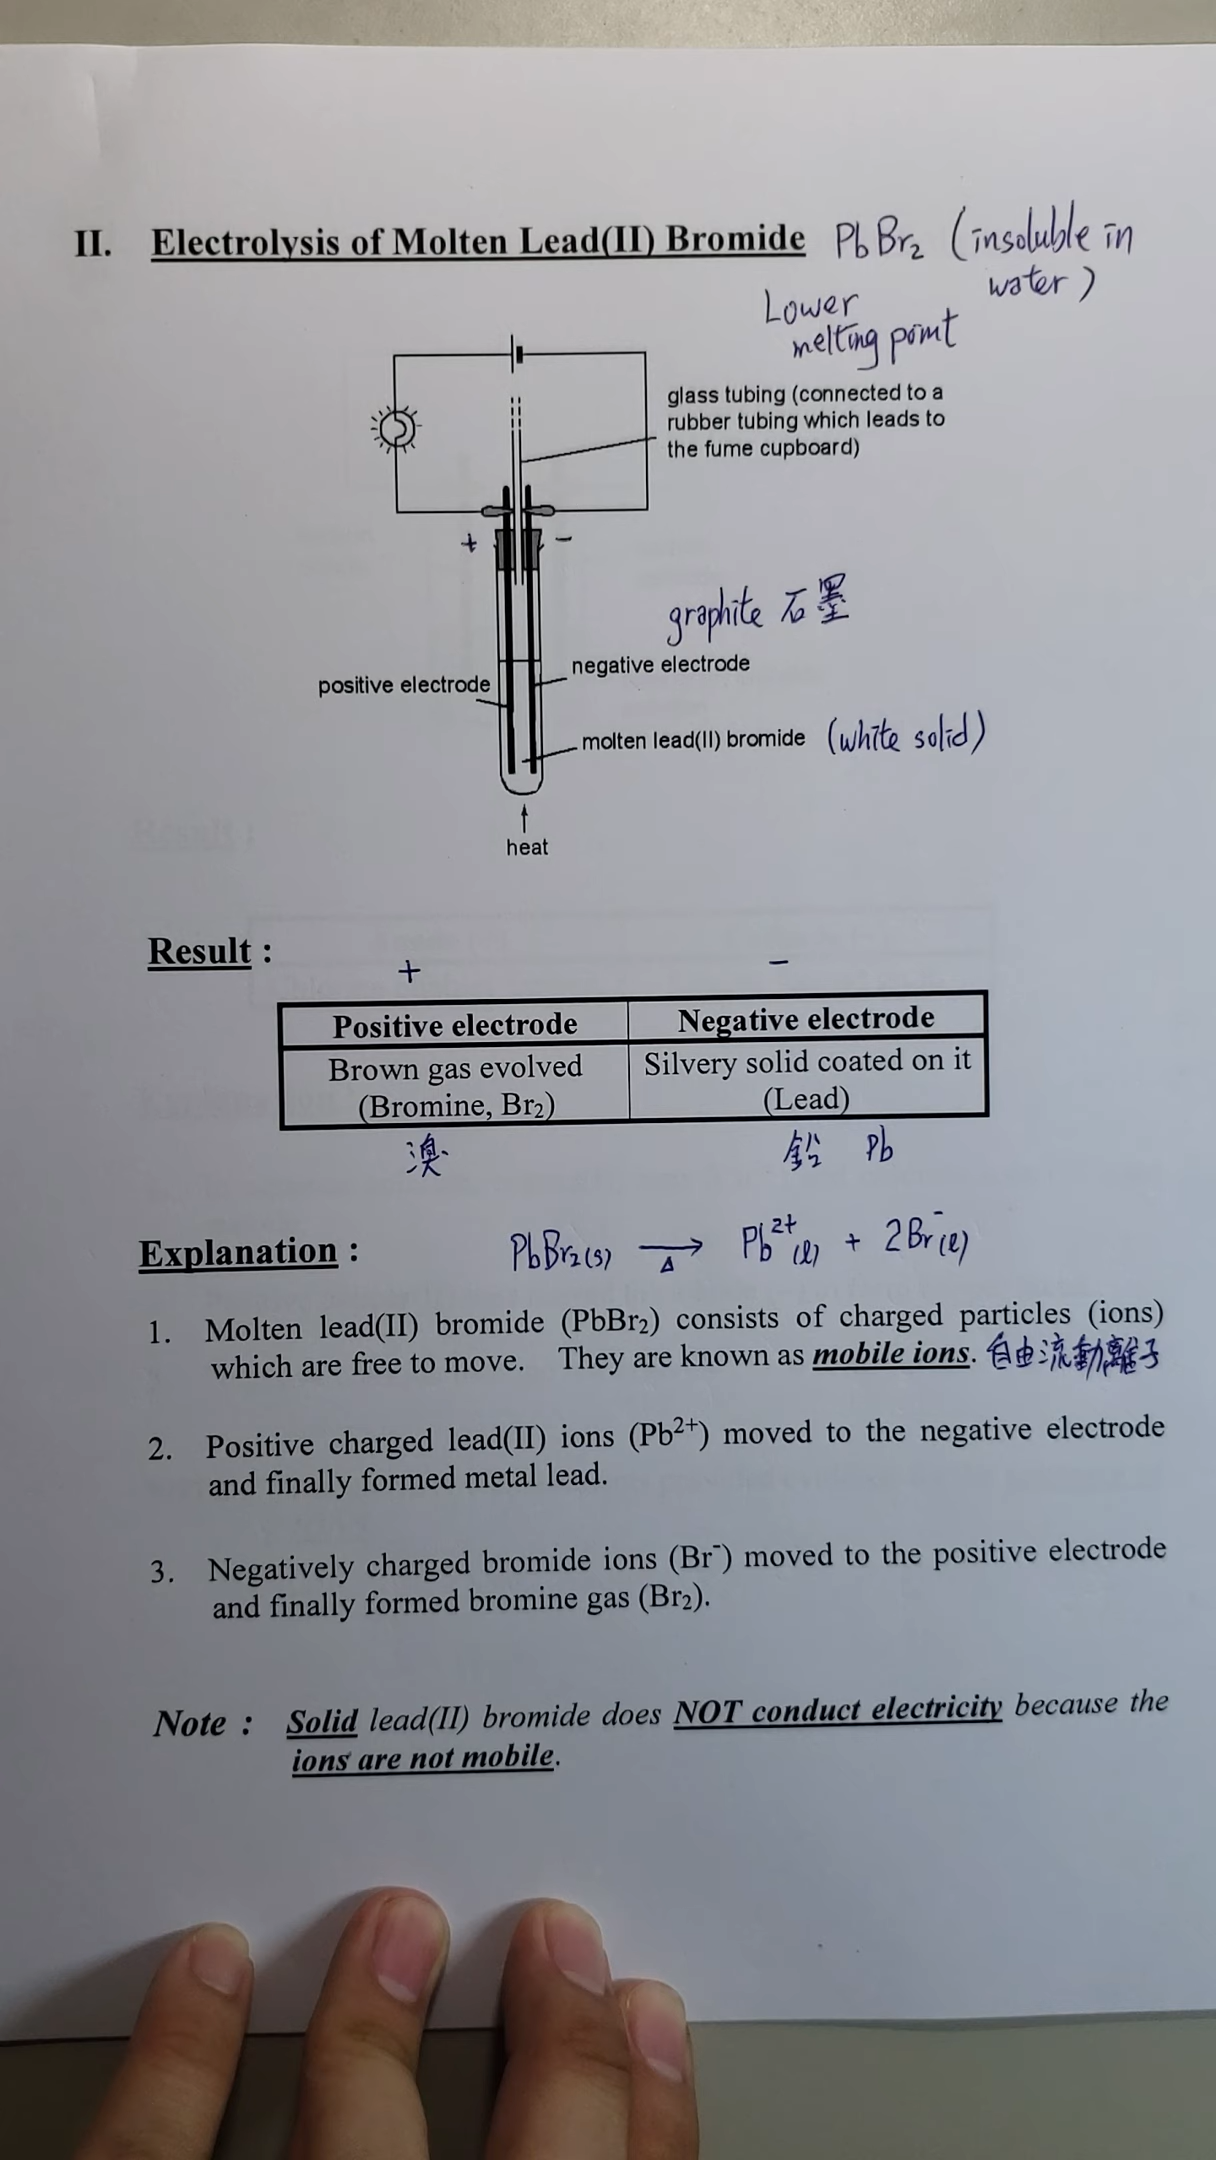 II. Electrolysis of Molten Lead(II) Bromide PbBr₂ (insoluble in
water)
Lower
melting point
glass tubing (connected to a
rubber tubing which leads to
the fume cupboard)
+ −
graphite 石墨
negative electrode
positive electrode
molten lead(II) bromide (white solid)
heat
Result :
+ −
Positive electrode Negative electrode
Brown gas evolved Silvery solid coated on it
(Bromine, Br₂) (Lead)
溴 鉛 Pb
Explanation : PbBr₂(s) →Δ Pb²⁺(l) + 2Br⁻(l)
1. Molten lead(II) bromide (PbBr₂) consists of charged particles (ions)
which are free to move. They are known as mobile ions. 自由流動離子
2. Positive charged lead(II) ions (Pb²⁺) moved to the negative electrode
and finally formed metal lead.
3. Negatively charged bromide ions (Br⁻) moved to the positive electrode
and finally formed bromine gas (Br₂).
Note : Solid lead(II) bromide does NOT conduct electricity because the
ions are not mobile.